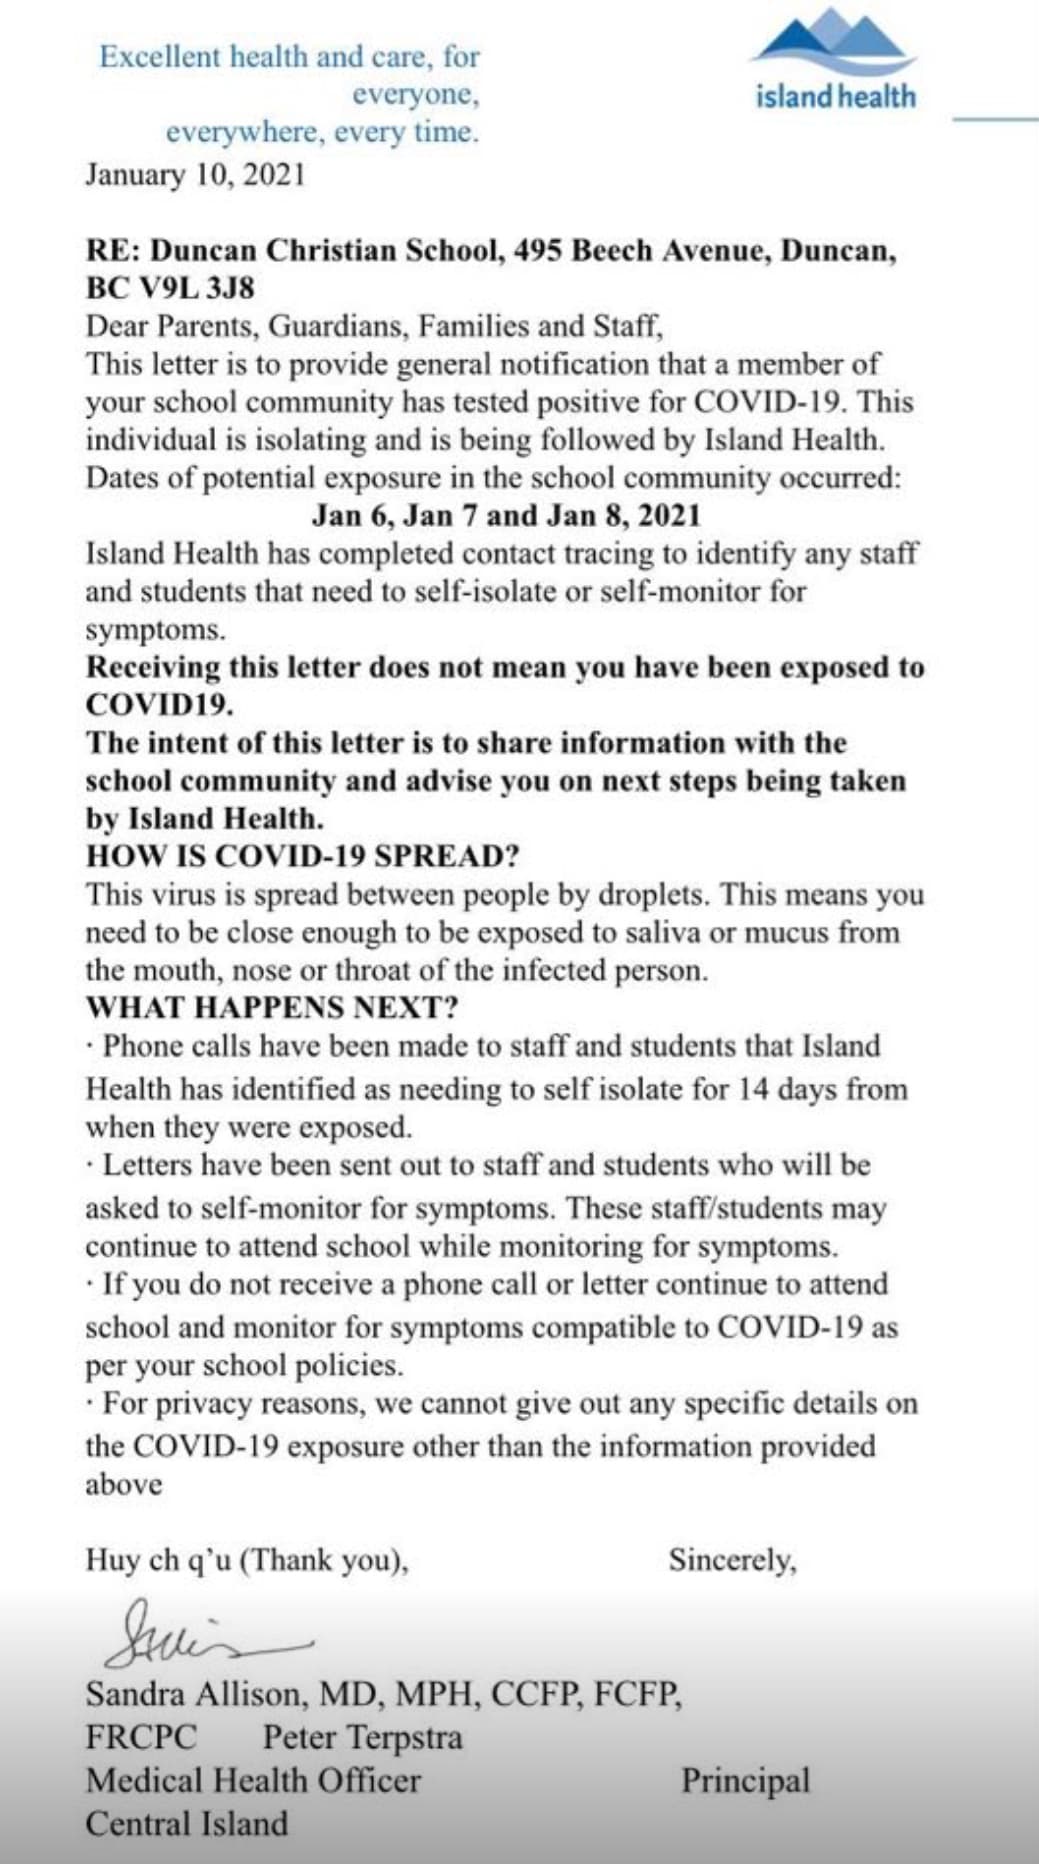 Excellent health and care, for
everyone,
everywhere, every time.
island health
January 10, 2021
RE: Duncan Christian School, 495 Beech Avenue, Duncan,
BC V9L 3J8
Dear Parents, Guardians, Families and Staff,
This letter is to provide general notification that a member of
your school community has tested positive for COVID-19. This
individual is isolating and is being followed by Island Health.
Dates of potential exposure in the school community occurred:
Jan 6, Jan 7 and Jan 8, 2021
Island Health has completed contact tracing to identify any staff
and students that need to self-isolate or self-monitor for
symptoms.
Receiving this letter does not mean you have been exposed to
COVID19.
The intent of this letter is to share information with the
school community and advise you on next steps being taken
by Island Health.
HOW IS COVID-19 SPREAD?
This virus is spread between people by droplets. This means you
need to be close enough to be exposed to saliva or mucus from
the mouth, nose or throat of the infected person.
WHAT HAPPENS NEXT?
· Phone calls have been made to staff and students that Island
Health has identified as needing to self isolate for 14 days from
when they were exposed.
· Letters have been sent out to staff and students who will be
asked to self-monitor for symptoms. These staff/students may
continue to attend school while monitoring for symptoms.
· If you do not receive a phone call or letter continue to attend
school and monitor for symptoms compatible to COVID-19 as
per your school policies.
· For privacy reasons, we cannot give out any specific details on
the COVID-19 exposure other than the information provided
above
Huy ch q’u (Thank you), Sincerely,
Sandra Allison, MD, MPH, CCFP, FCFP,
FRCPC Peter Terpstra
Medical Health Officer Principal
Central Island